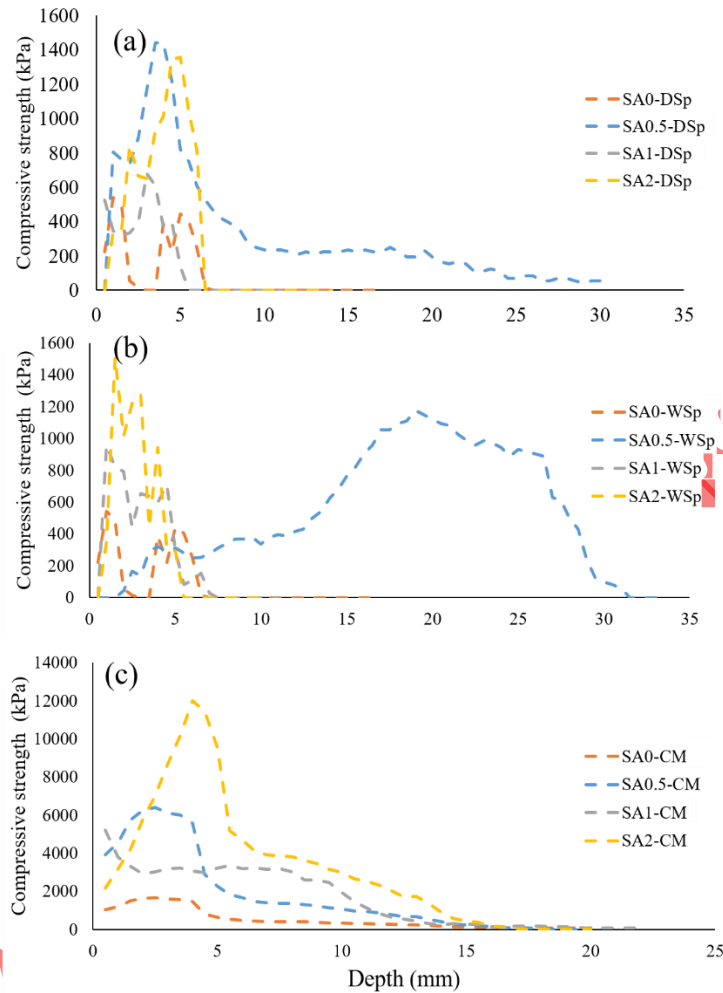 (a)
Compressive strength (kPa)
1600
1400
1200
1000
800
600
400
200
0
0 5 10 15 20 25 30 35
SA0-DSp
SA0.5-DSp
SA1-DSp
SA2-DSp
(b)
Compressive strength (kPa)
1600
1400
1200
1000
800
600
400
200
0
0 5 10 15 20 25 30 35
SA0-WSp
SA0.5-WSp
SA1-WSp
SA2-WSp
(c)
Compressive strength (kPa)
14000
12000
10000
8000
6000
4000
2000
0
0 5 10 15 20 25
SA0-CM
SA0.5-CM
SA1-CM
SA2-CM
Depth (mm)